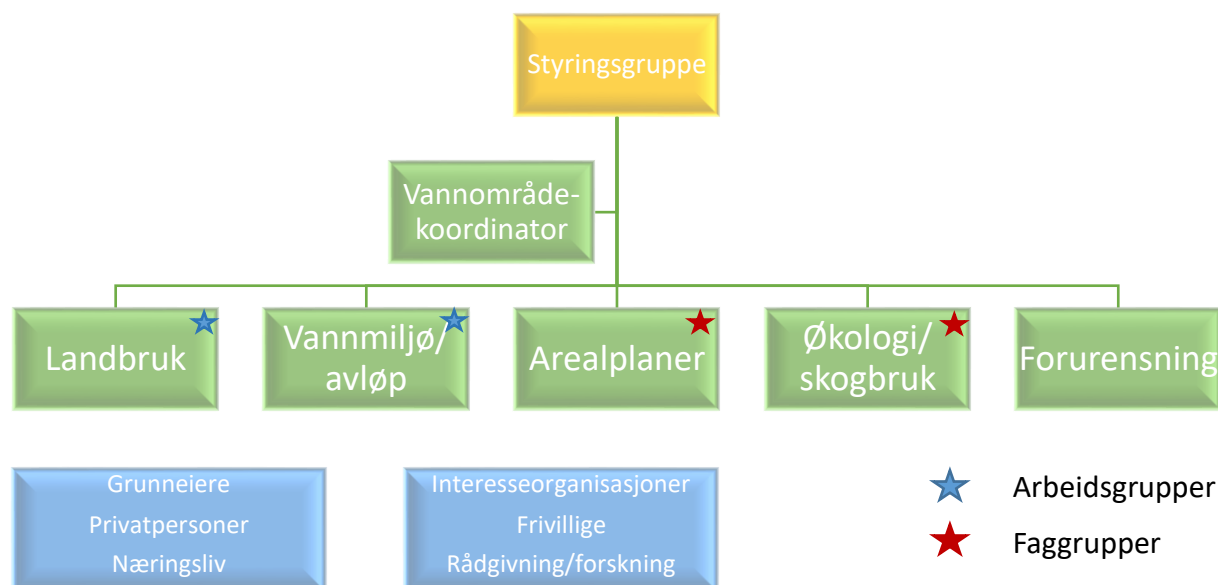 Styringsgruppe
Vannområde-
koordinator
Landbruk
Vannmiljø/
avløp
Arealplaner
Økologi/
skogbruk
Forurensning
Grunneiere
Privatpersoner
Næringsliv
Interesseorganisasjoner
Frivillige
Rådgivning/forskning
Arbeidsgrupper
Faggrupper